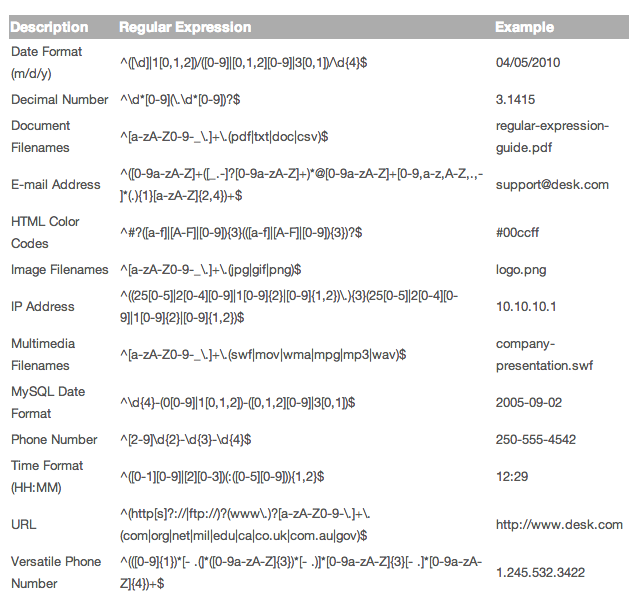 Description Regular Expression Example
Date Format
(m/d/y) ^([\d]|1[0,1,2])/([0-9]|[0,1,2][0-9]|3[0,1])/\d{4}$ 04/05/2010
Decimal Number ^\d*[0-9](\.\d*[0-9])?$ 3.1415
Document
Filenames ^[a-zA-Z0-9-_\.]+\.(pdf|txt|doc|csv)$ regular-expression-
guide.pdf
E-mail Address ^([0-9a-zA-Z]+([_.-]?[0-9a-zA-Z]+)*@[0-9a-zA-Z]+[0-9,a-z,A-Z,.,-
]*(.){1}[a-zA-Z]{2,4})+$ support@desk.com
HTML Color
Codes ^#?([a-f]|[A-F]|[0-9]){3}(([a-f]|[A-F]|[0-9]){3})?$ #00ccff
Image Filenames ^[a-zA-Z0-9-_\.]+\.(jpg|gif|png)$ logo.png
IP Address ^((25[0-5]|2[0-4][0-9]|1[0-9]{2}|[0-9]{1,2})\.){3}(25[0-5]|2[0-4][0-
9]|1[0-9]{2}|[0-9]{1,2})$ 10.10.10.1
Multimedia
Filenames ^[a-zA-Z0-9-_\.]+\.(swf|mov|wma|mpg|mp3|wav)$ company-
presentation.swf
MySQL Date
Format ^\d{4}-(0[0-9]|1[0,1,2])-([0,1,2][0-9]|3[0,1])$ 2005-09-02
Phone Number ^[2-9]\d{2}-\d{3}-\d{4}$ 250-555-4542
Time Format
(HH:MM) ^([0-1][0-9]|[2][0-3])(:([0-5][0-9])){1,2}$ 12:29
URL ^(http[s]?://|ftp://)?(www\.)?[a-zA-Z0-9-\.]+\.
(com|org|net|mil|edu|ca|co.uk|com.au|gov)$ http://www.desk.com
Versatile Phone
Number ^(([0-9]{1})*[- .(]*([0-9a-zA-Z]{3})*[- .)]*[0-9a-zA-Z]{3}[- .]*[0-9a-zA-
Z]{4})+$ 1.245.532.3422